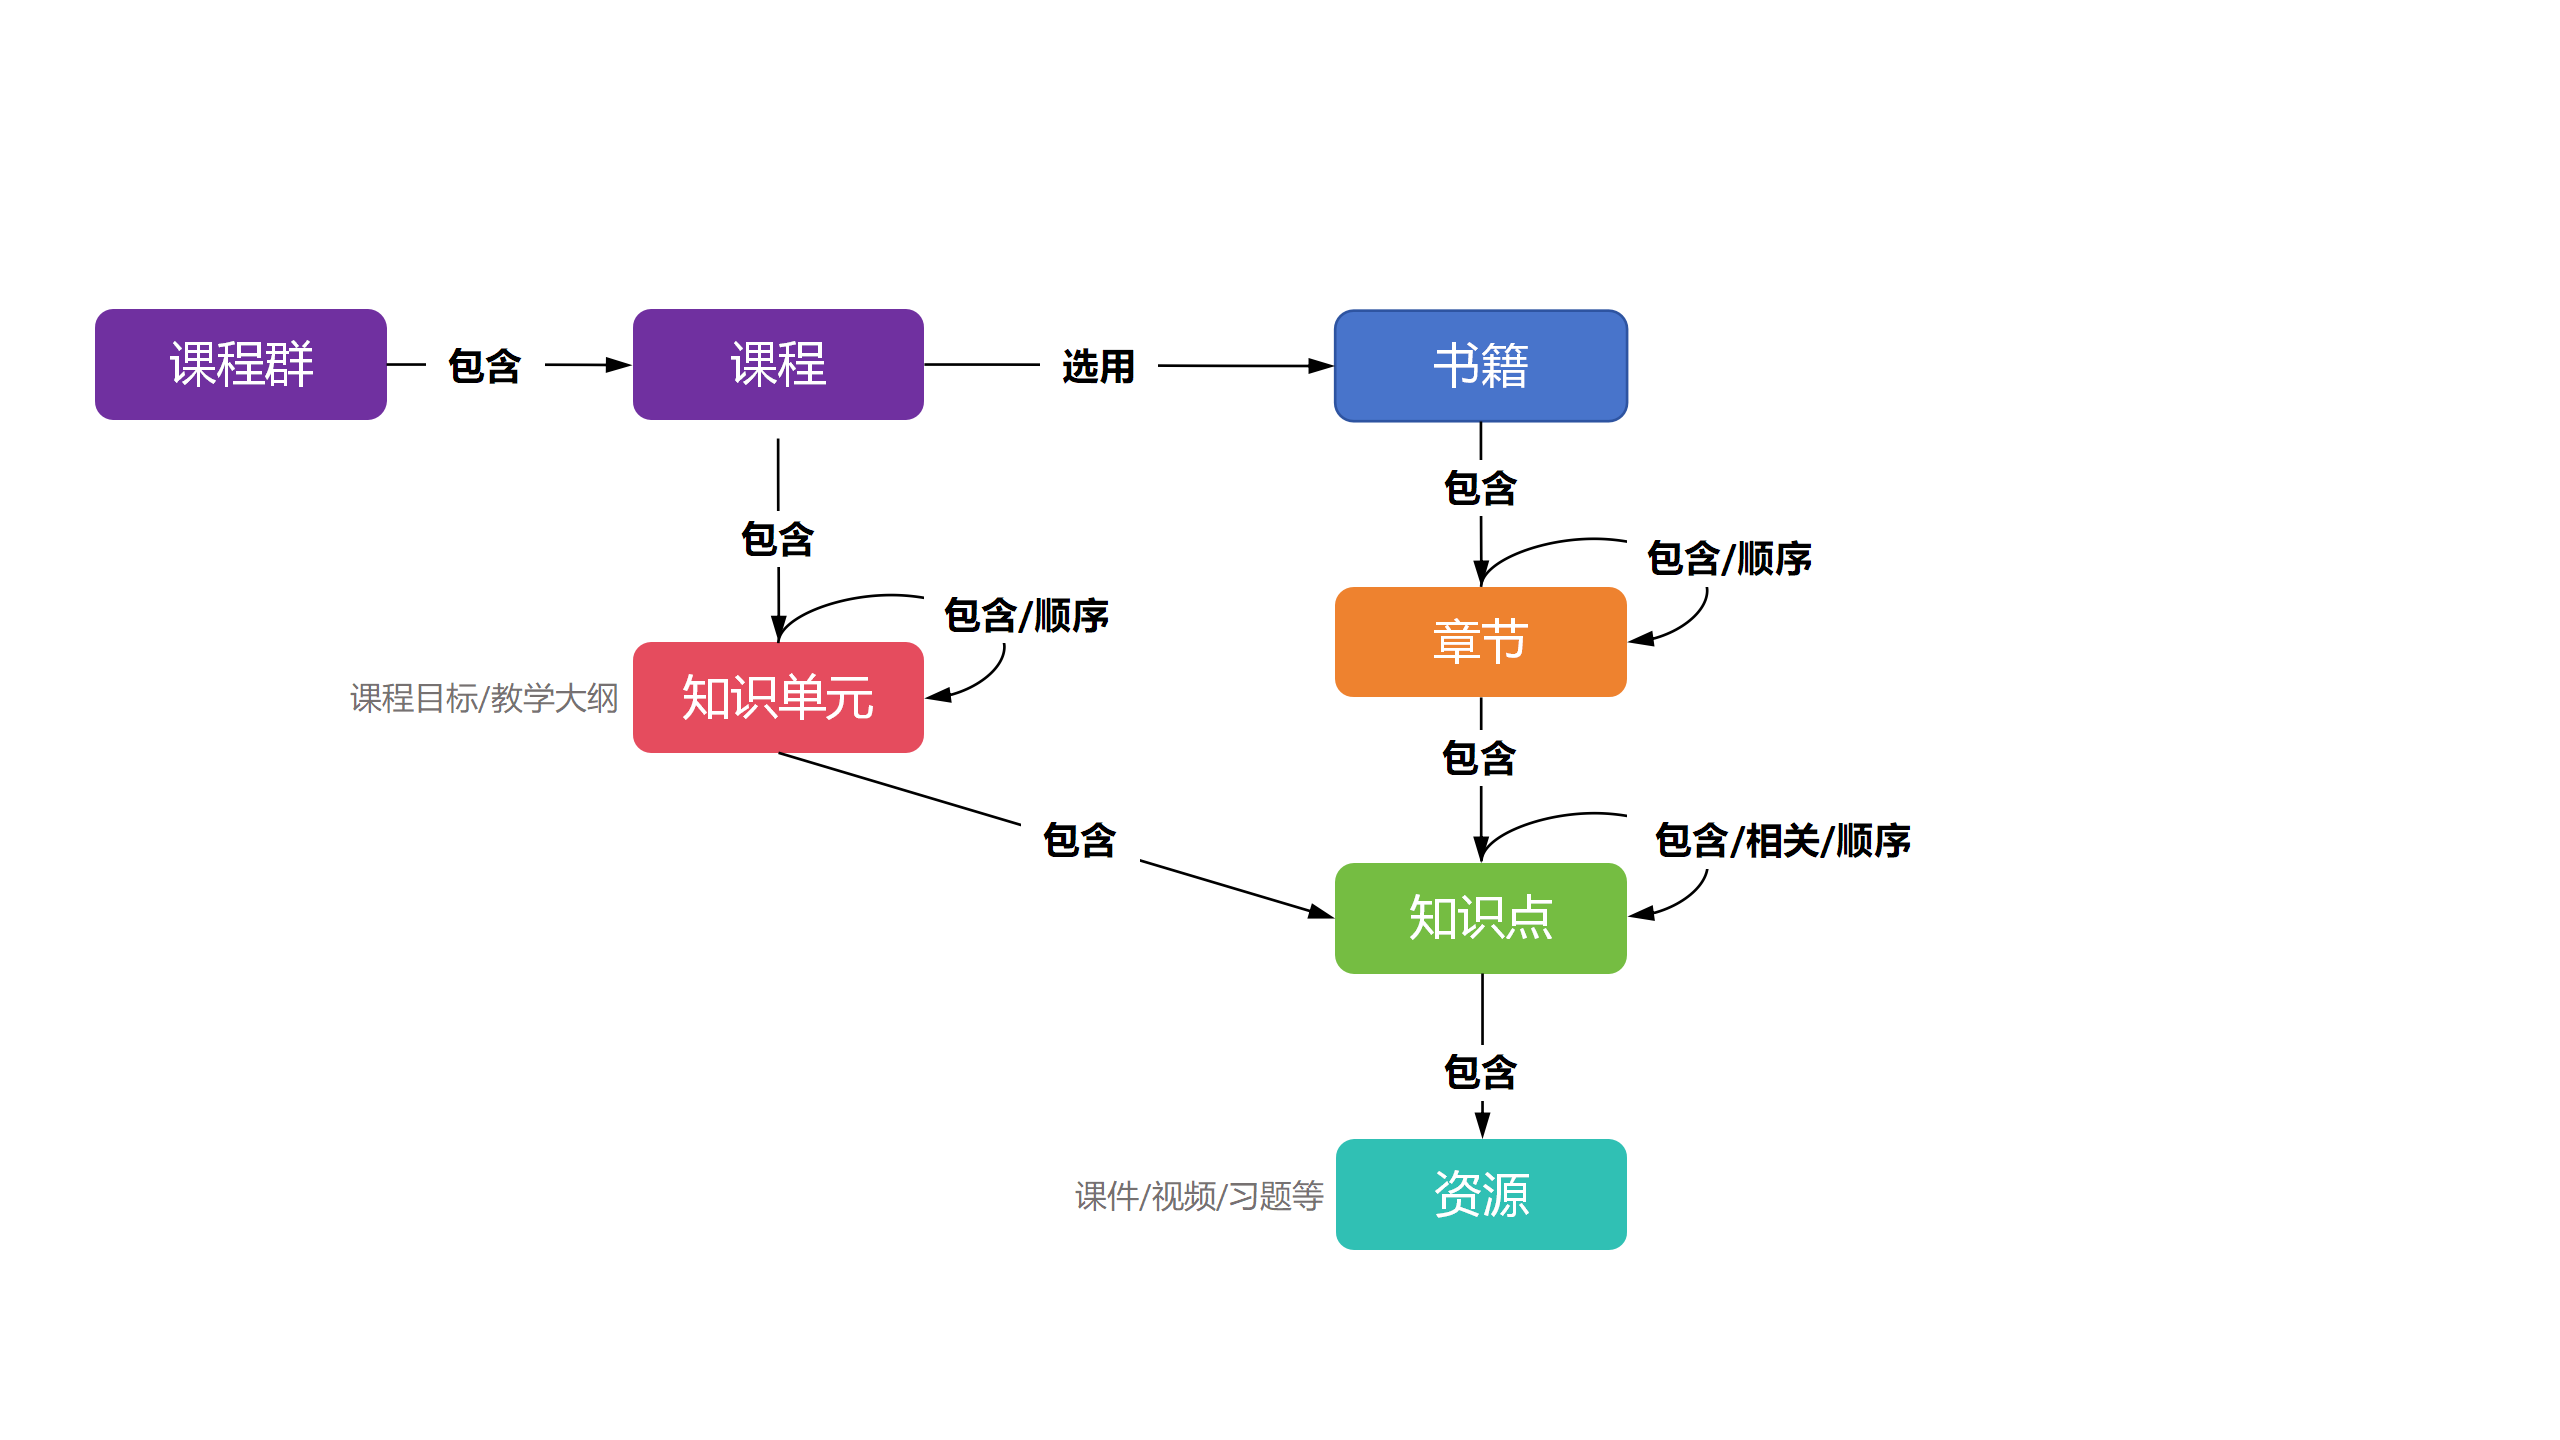 课程群
包含
课程
选用
书籍
包含
包含
包含/顺序
包含/顺序
章节
课程目标/教学大纲
知识单元
包含
包含
包含/相关/顺序
知识点
包含
课件/视频/习题等
资源